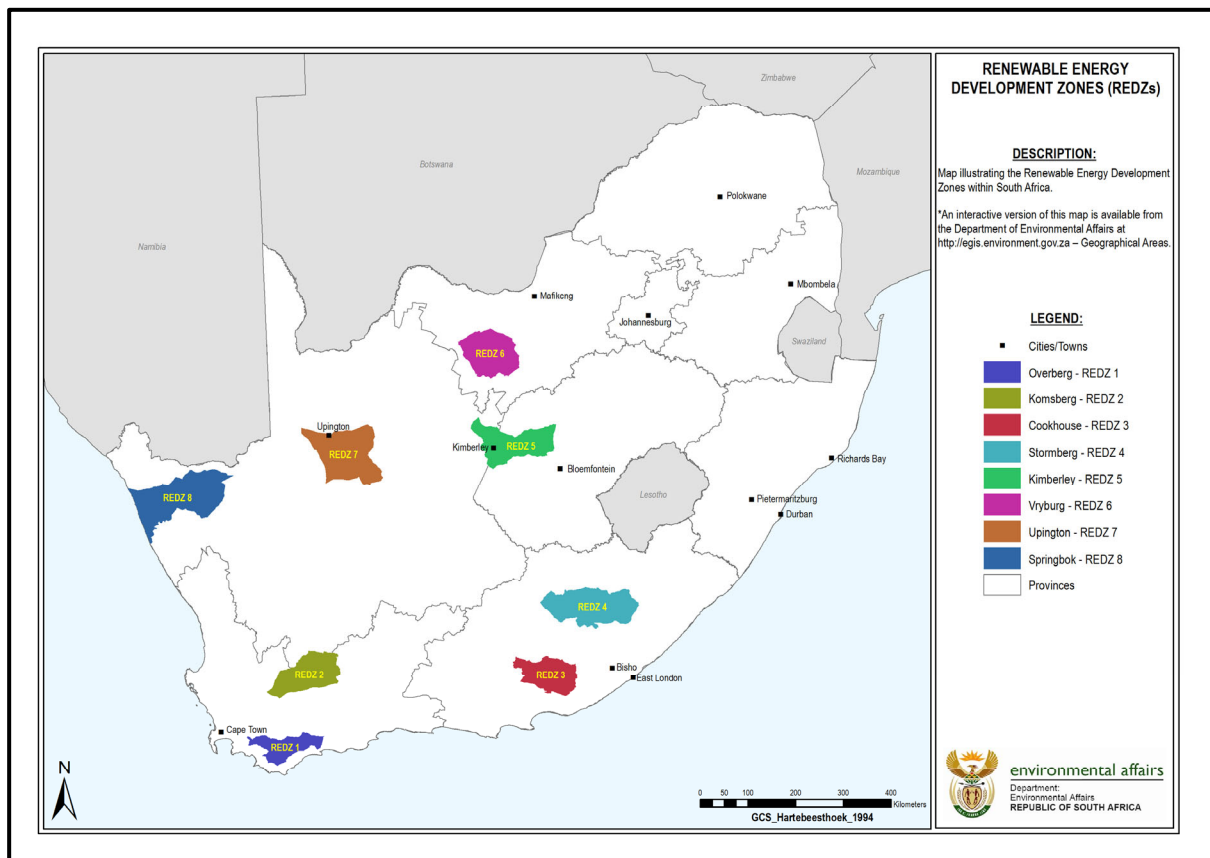 RENEWABLE ENERGY
DEVELOPMENT ZONES (REDZs)
DESCRIPTION:
Map illustrating the Renewable Energy Development
Zones within South Africa.
*An interactive version of this map is available from
the Department of Environmental Affairs at
http://egis.environment.gov.za – Geographical Areas.
LEGEND:
Cities/Towns
Overberg - REDZ 1
Komsberg - REDZ 2
Cookhouse - REDZ 3
Stormberg - REDZ 4
Kimberley - REDZ 5
Vryburg - REDZ 6
Upington - REDZ 7
Springbok - REDZ 8
Provinces
environmental affairs
Department:
Environmental Affairs
REPUBLIC OF SOUTH AFRICA
Zimbabwe
Botswana
Mozambique
Namibia
Polokwane
Mbombela
Mafikeng
Johannesburg
Swaziland
REDZ 6
Upington
Kimberley
REDZ 5
REDZ 7
Bloemfontein
Richards Bay
REDZ 8
Lesotho
Pietermaritzburg
Durban
REDZ 4
Bisho
REDZ 2
REDZ 3
East London
Cape Town
REDZ 1
N
0 50 100 200 300 400
Kilometers
GCS_Hartebeesthoek_1994